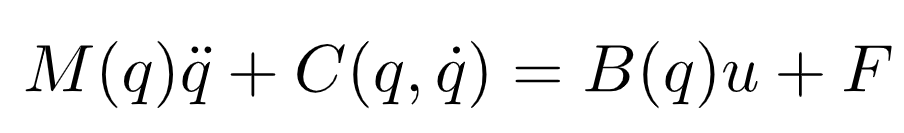 M(q)q̈ + C(q, q̇) = B(q)u + F